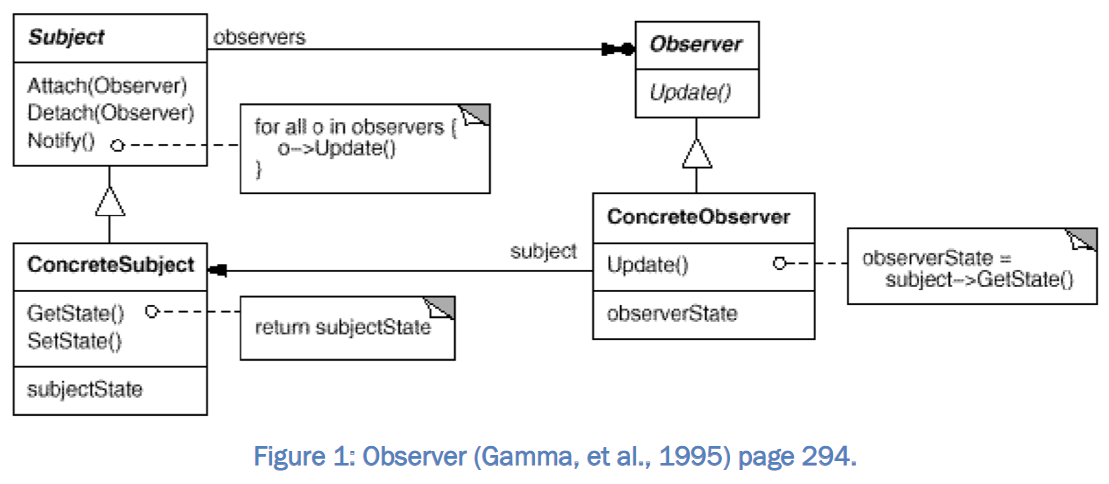 Subject
Attach(Observer)
Detach(Observer)
Notify()
observers
Observer
Update()
for all o in observers {
o->Update()
}
ConcreteSubject
GetState()
SetState()
subjectState
return subjectState
subject
ConcreteObserver
Update()
observerState
observerState =
subject->GetState()
Figure 1: Observer (Gamma, et al., 1995) page 294.